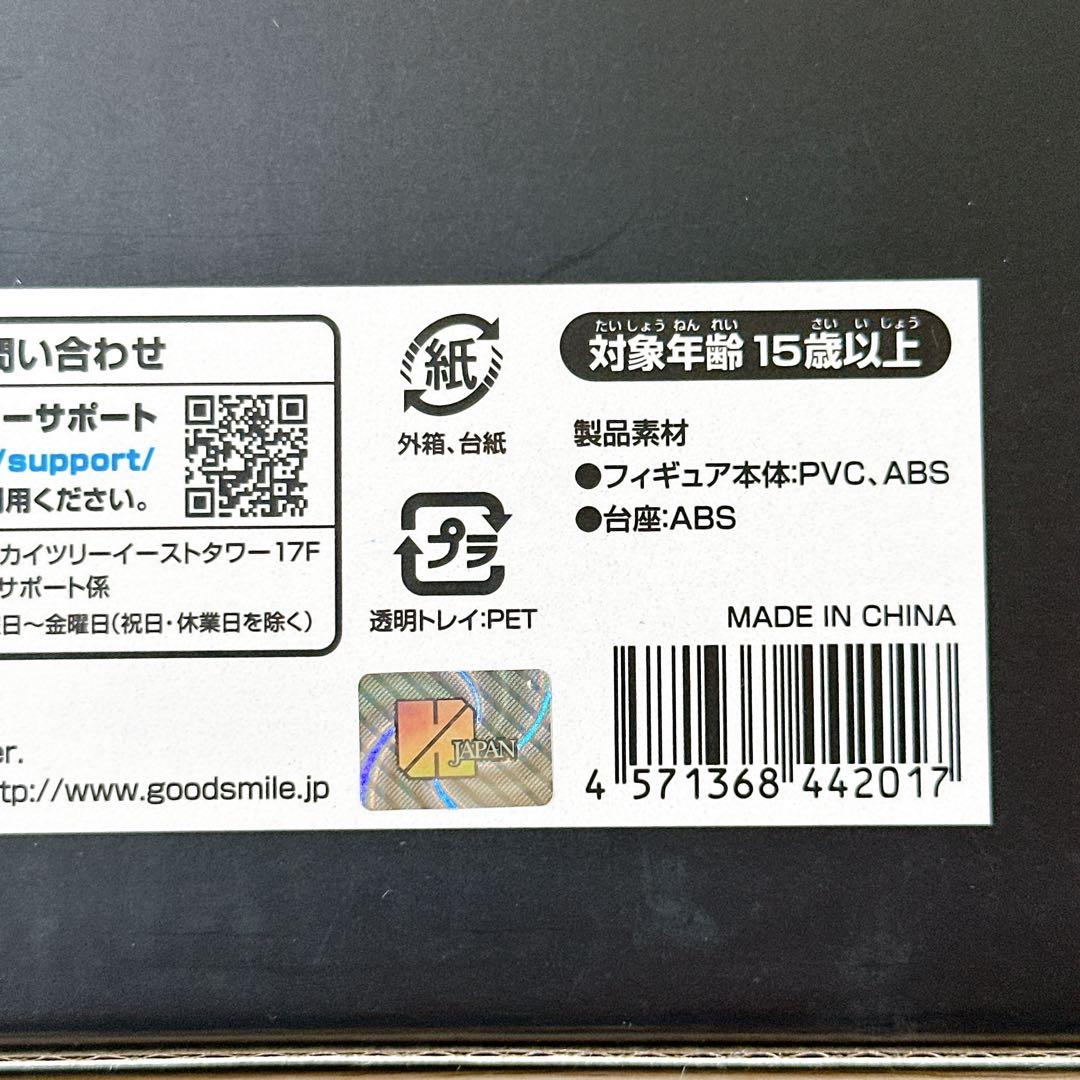 問い合わせ
ーサポート
/support/
用ください。
カイツリーイーストタワー17F
サポート係
日～金曜日(祝日・休業日を除く)
er.
tp://www.goodsmile.jp
紙
外箱、台紙
プラ
透明トレイ:PET
JAPAN
たいしょう ねん れい さい い じょう
対象年齢 15歳以上
製品素材
●フィギュア本体:PVC、ABS
●台座:ABS
MADE IN CHINA
4 571368 442017